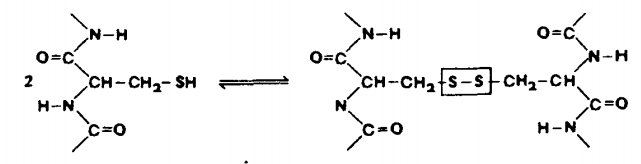 N–H N–H O=C
O=C O=C N–H
2 CH–CH₂–SH ⇌ CH–CH₂–S–S–CH₂–CH
H–N N C=O
C=O C=O H–N